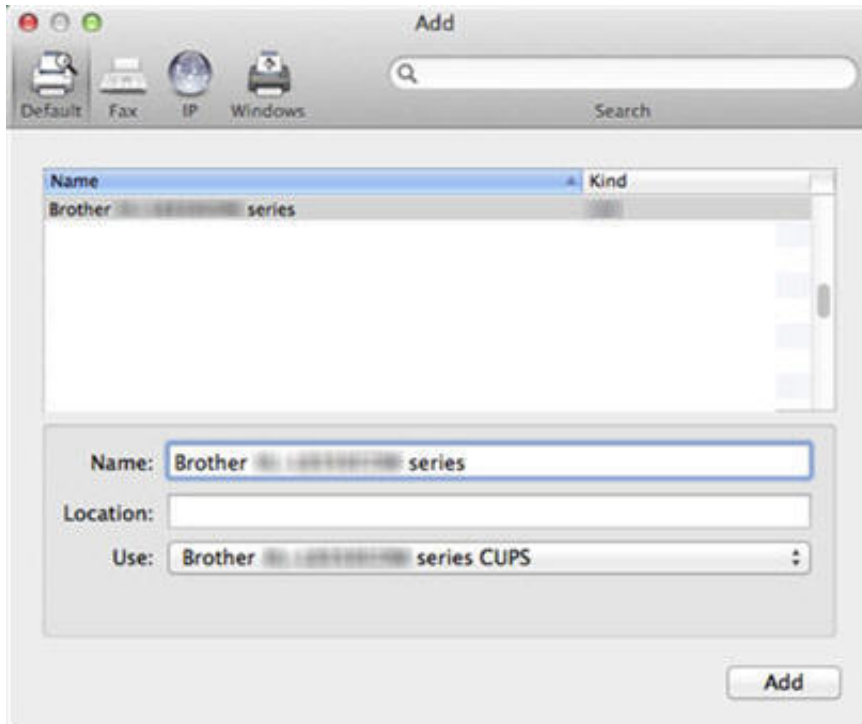 Add
Default Fax IP Windows Search
Name Kind
Brother series
Name: Brother series
Location:
Use: Brother series CUPS
Add